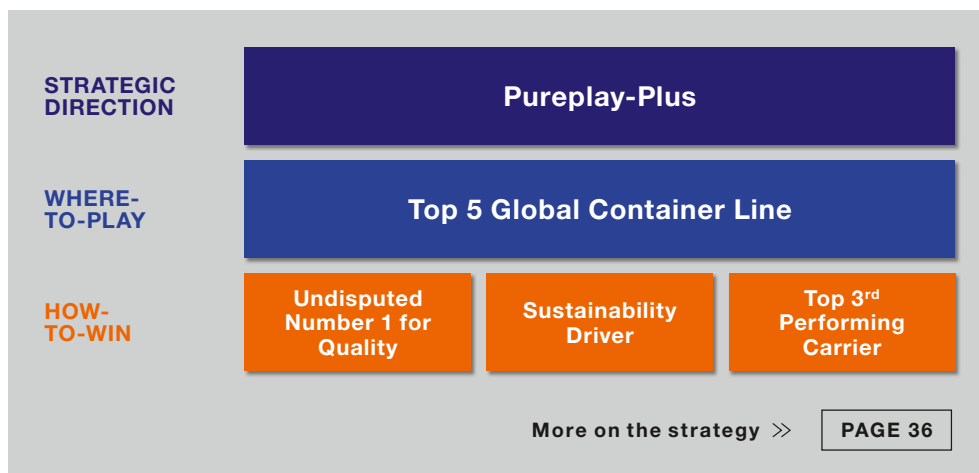 STRATEGIC
DIRECTION
Pureplay-Plus
WHERE-
TO-PLAY
Top 5 Global Container Line
HOW-
TO-WIN
Undisputed
Number 1 for
Quality
Sustainability
Driver
Top 3rd
Performing
Carrier
More on the strategy >> PAGE 36